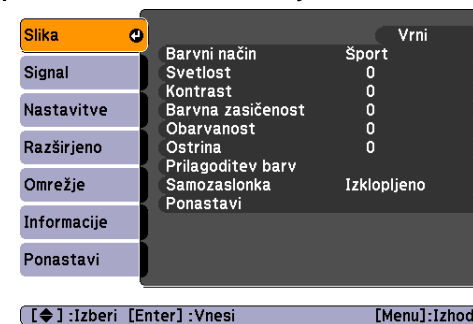 Slika
Signal
Nastavitve
Razširjeno
Omrežje
Informacije
Ponastavi
Vrni
Barvni način Šport
Svetlost 0
Kontrast 0
Barvna zasičenost 0
Obarvanost 0
Ostrina 0
Prilagoditev barv
Samozaslonka Izklopljeno
Ponastavi
[◆] :Izberi [Enter] :Vnesi [Menu]:Izhod